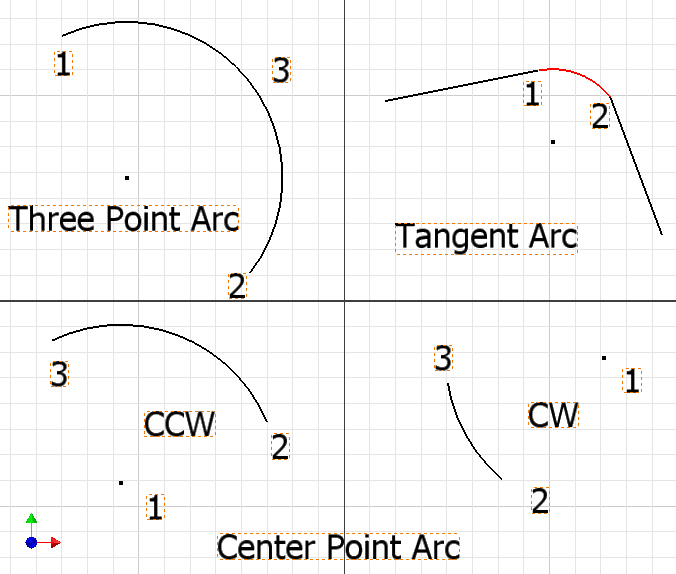 1
3
Three Point Arc
2
1
2
Tangent Arc
3
CCW
2
1
3
1
CW
2
Center Point Arc